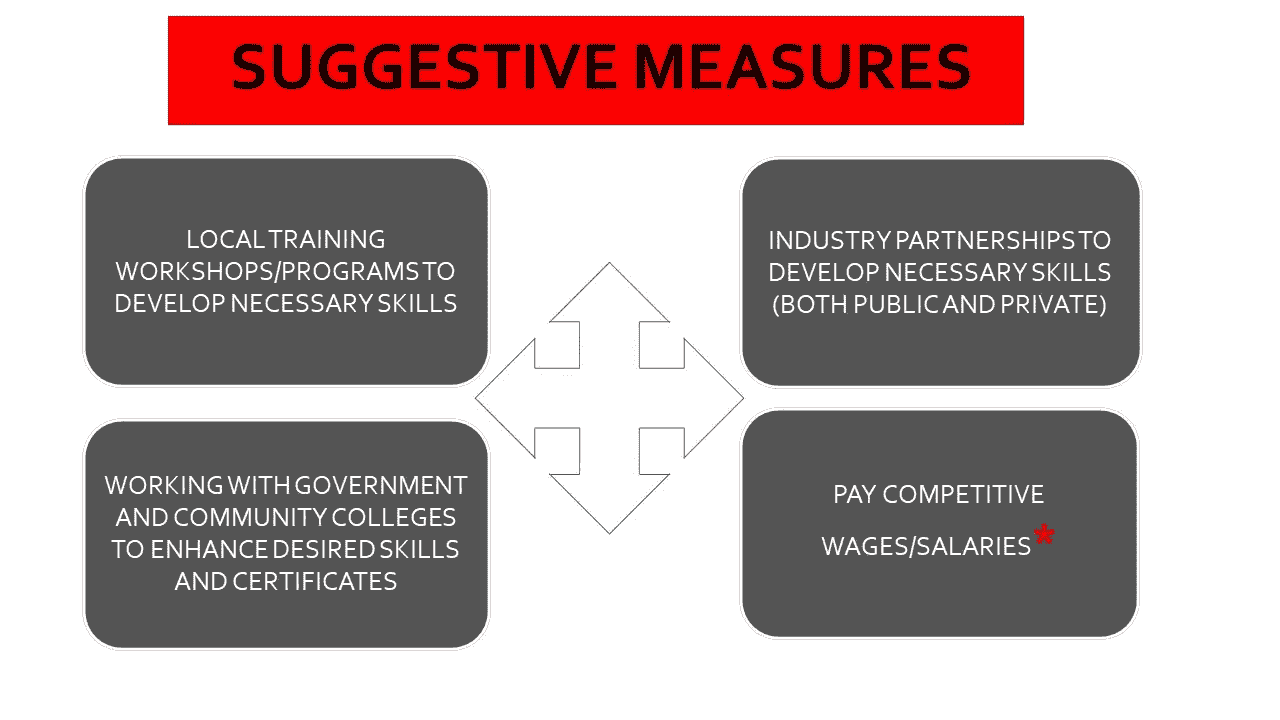 SUGGESTIVE MEASURES
LOCAL TRAINING
WORKSHOPS/PROGRAMS TO
DEVELOP NECESSARY SKILLS
INDUSTRY PARTNERSHIPS TO
DEVELOP NECESSARY SKILLS
(BOTH PUBLIC AND PRIVATE)
WORKING WITH GOVERNMENT
AND COMMUNITY COLLEGES
TO ENHANCE DESIRED SKILLS
AND CERTIFICATES
PAY COMPETITIVE
WAGES/SALARIES*